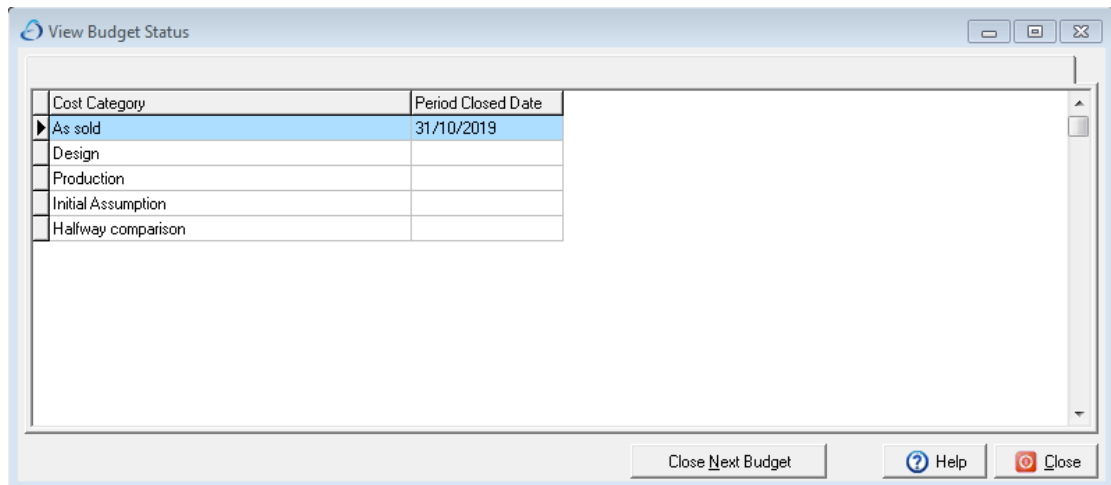 View Budget Status
Cost Category Period Closed Date
As sold 31/10/2019
Design
Production
Initial Assumption
Halfway comparison
Close Next Budget Help Close